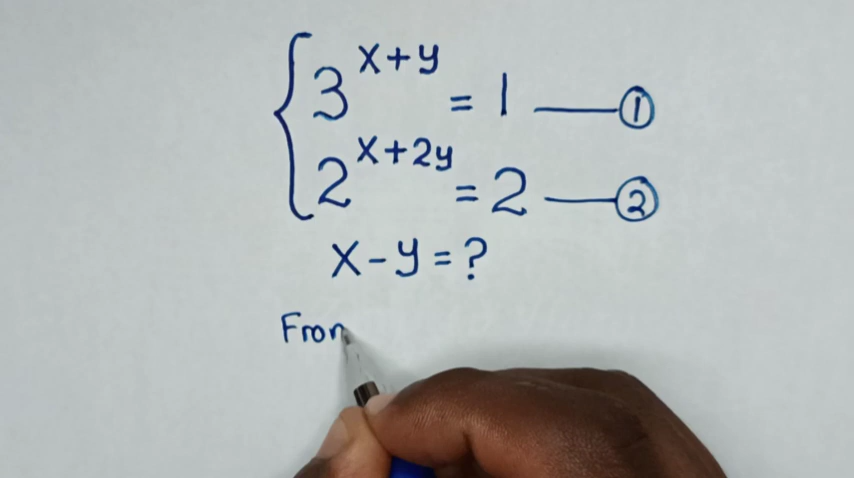 3^{x+y} = 1 — ①
2^{x+2y} = 2 — ②
x - y = ?
From